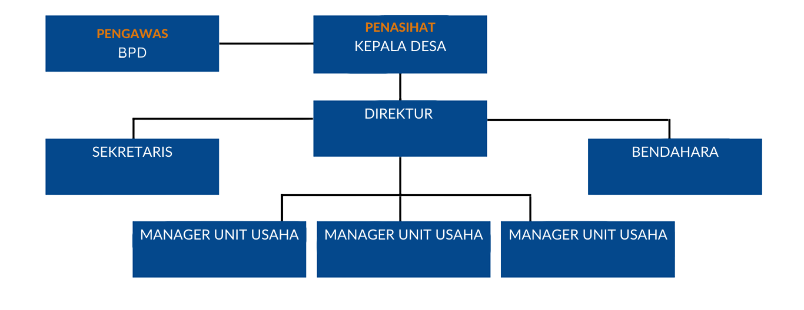 PENGAWAS
BPD
PENASIHAT
KEPALA DESA
DIREKTUR
SEKRETARIS
BENDAHARA
MANAGER UNIT USAHA
MANAGER UNIT USAHA
MANAGER UNIT USAHA